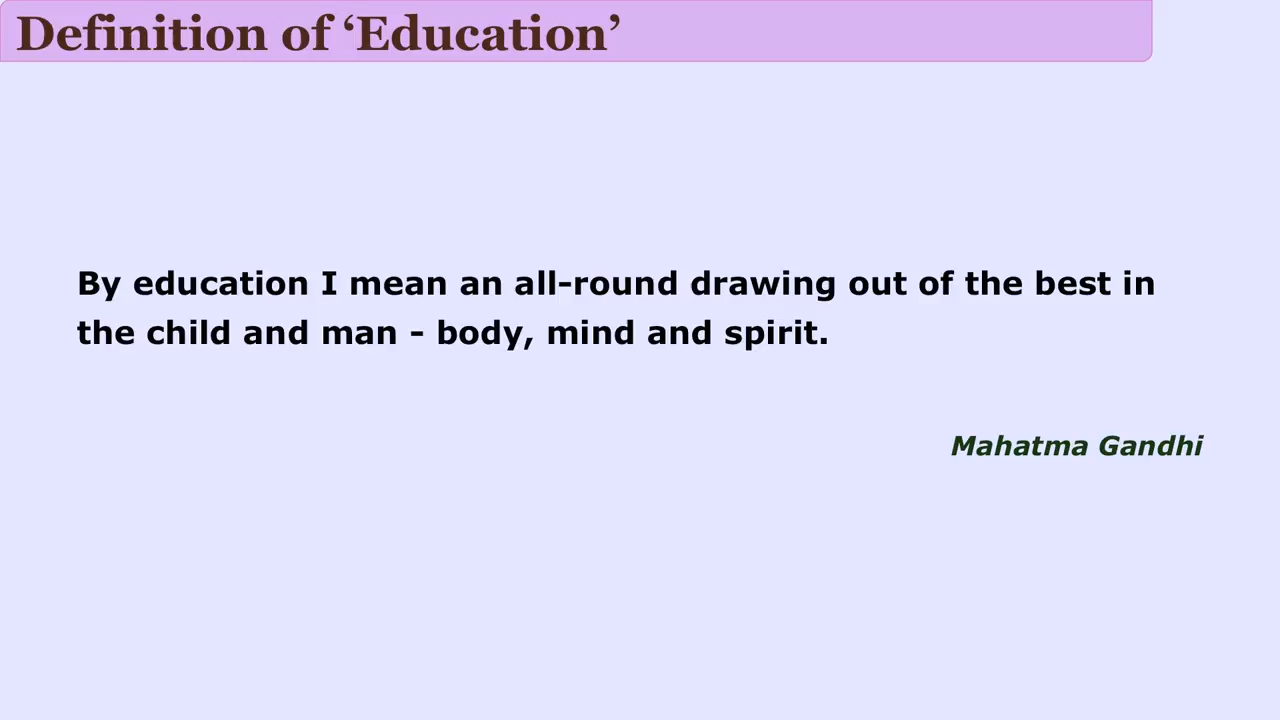 Definition of ‘Education’
By education I mean an all-round drawing out of the best in
the child and man - body, mind and spirit.
Mahatma Gandhi